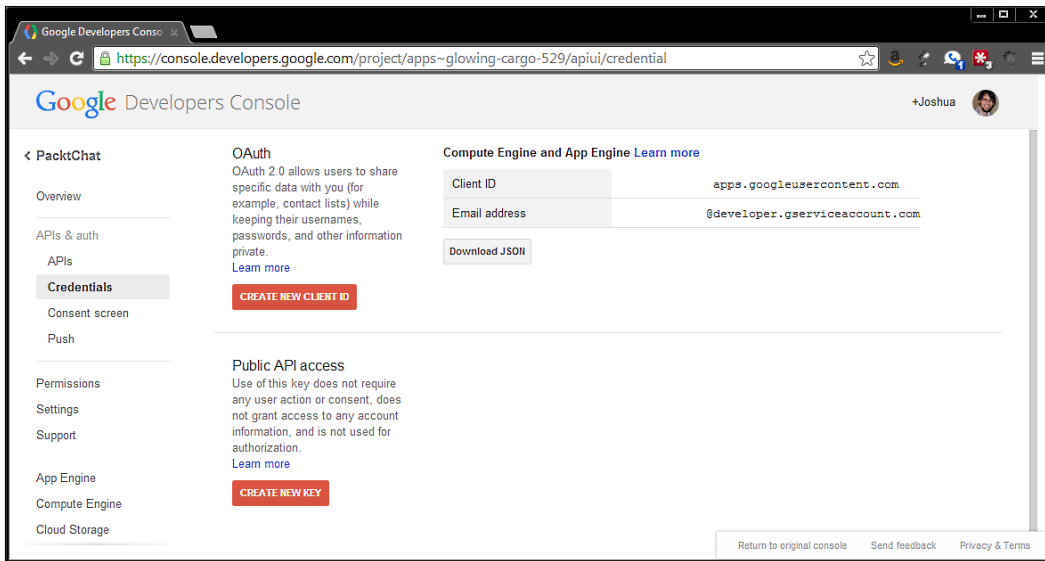 Google Developers Conso
https://console.developers.google.com/project/apps~glowing-cargo-529/apiui/credential
Google Developers Console
+Joshua
PacktChat
Overview
APIs & auth
APIs
Credentials
Consent screen
Push
Permissions
Settings
Support
App Engine
Compute Engine
Cloud Storage
OAuth
OAuth 2.0 allows users to share
specific data with you (for
example, contact lists) while
keeping their usernames,
passwords, and other information
private.
Learn more
CREATE NEW CLIENT ID
Compute Engine and App Engine Learn more
Client ID apps.googleusercontent.com
Email address @developer.gserviceaccount.com
Download JSON
Public API access
Use of this key does not require
any user action or consent, does
not grant access to any account
information, and is not used for
authorization.
Learn more
CREATE NEW KEY
Return to original console Send feedback Privacy & Terms